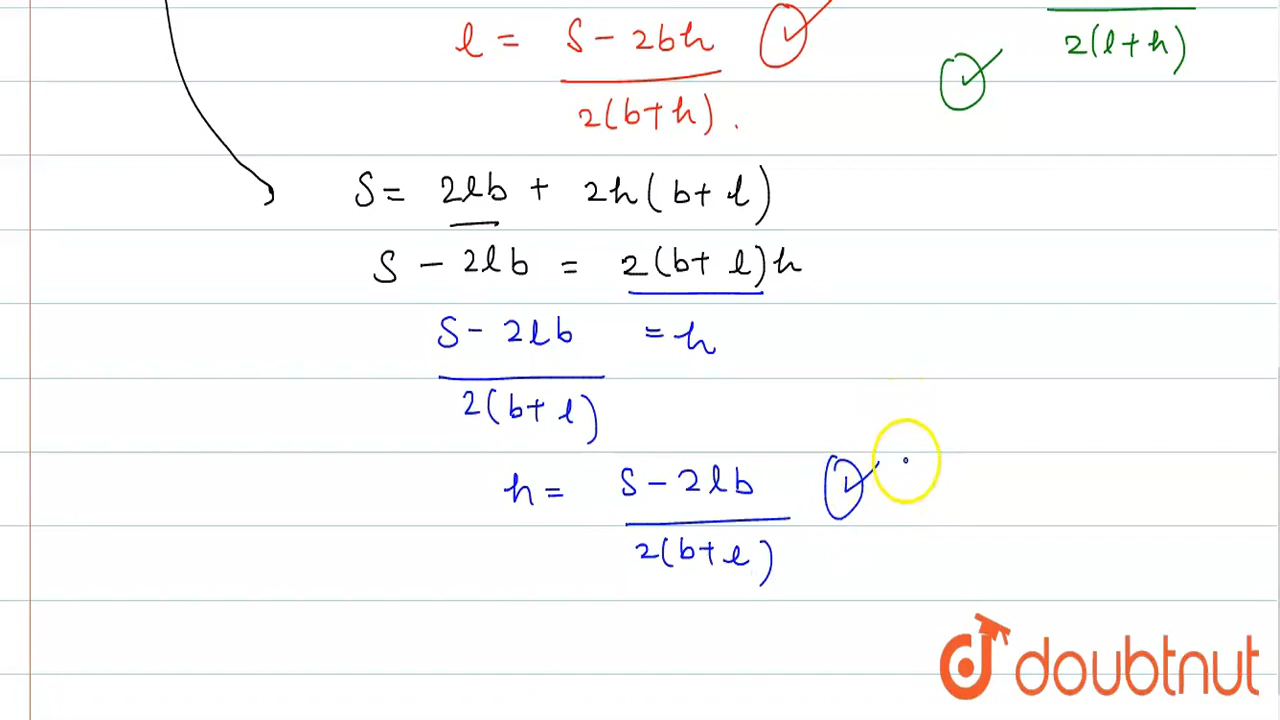 l = S - 2bh
2(b+h).
2(l+h)
S = 2lb + 2h(b+l)
S - 2lb = 2(b+l)h
S - 2lb = h
2(b+l)
h = S - 2lb
2(b+l)
doubtnut